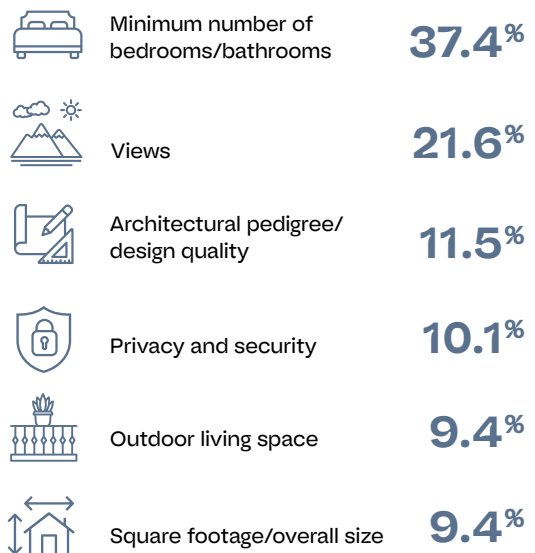 Minimum number of
bedrooms/bathrooms
37.4%
Views
21.6%
Architectural pedigree/
design quality
11.5%
Privacy and security
10.1%
Outdoor living space
9.4%
Square footage/overall size
9.4%